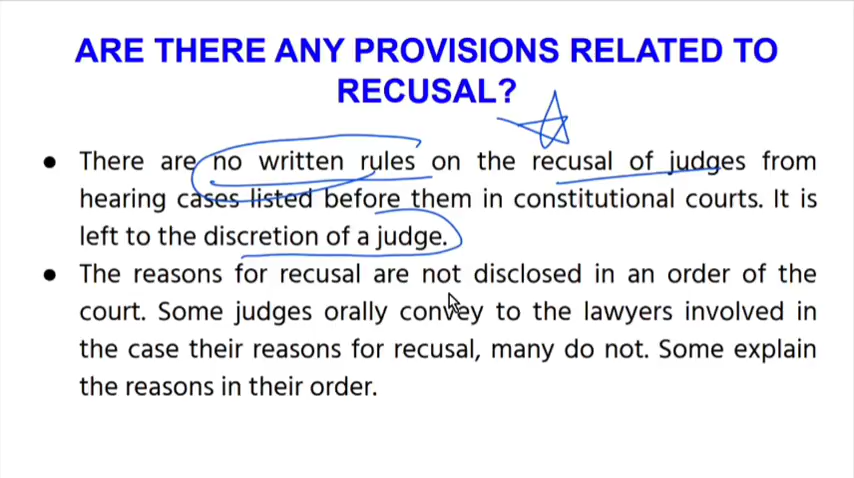 ARE THERE ANY PROVISIONS RELATED TO
RECUSAL?
● There are no written rules on the recusal of judges from
hearing cases listed before them in constitutional courts. It is
left to the discretion of a judge.
● The reasons for recusal are not disclosed in an order of the
court. Some judges orally convey to the lawyers involved in
the case their reasons for recusal, many do not. Some explain
the reasons in their order.